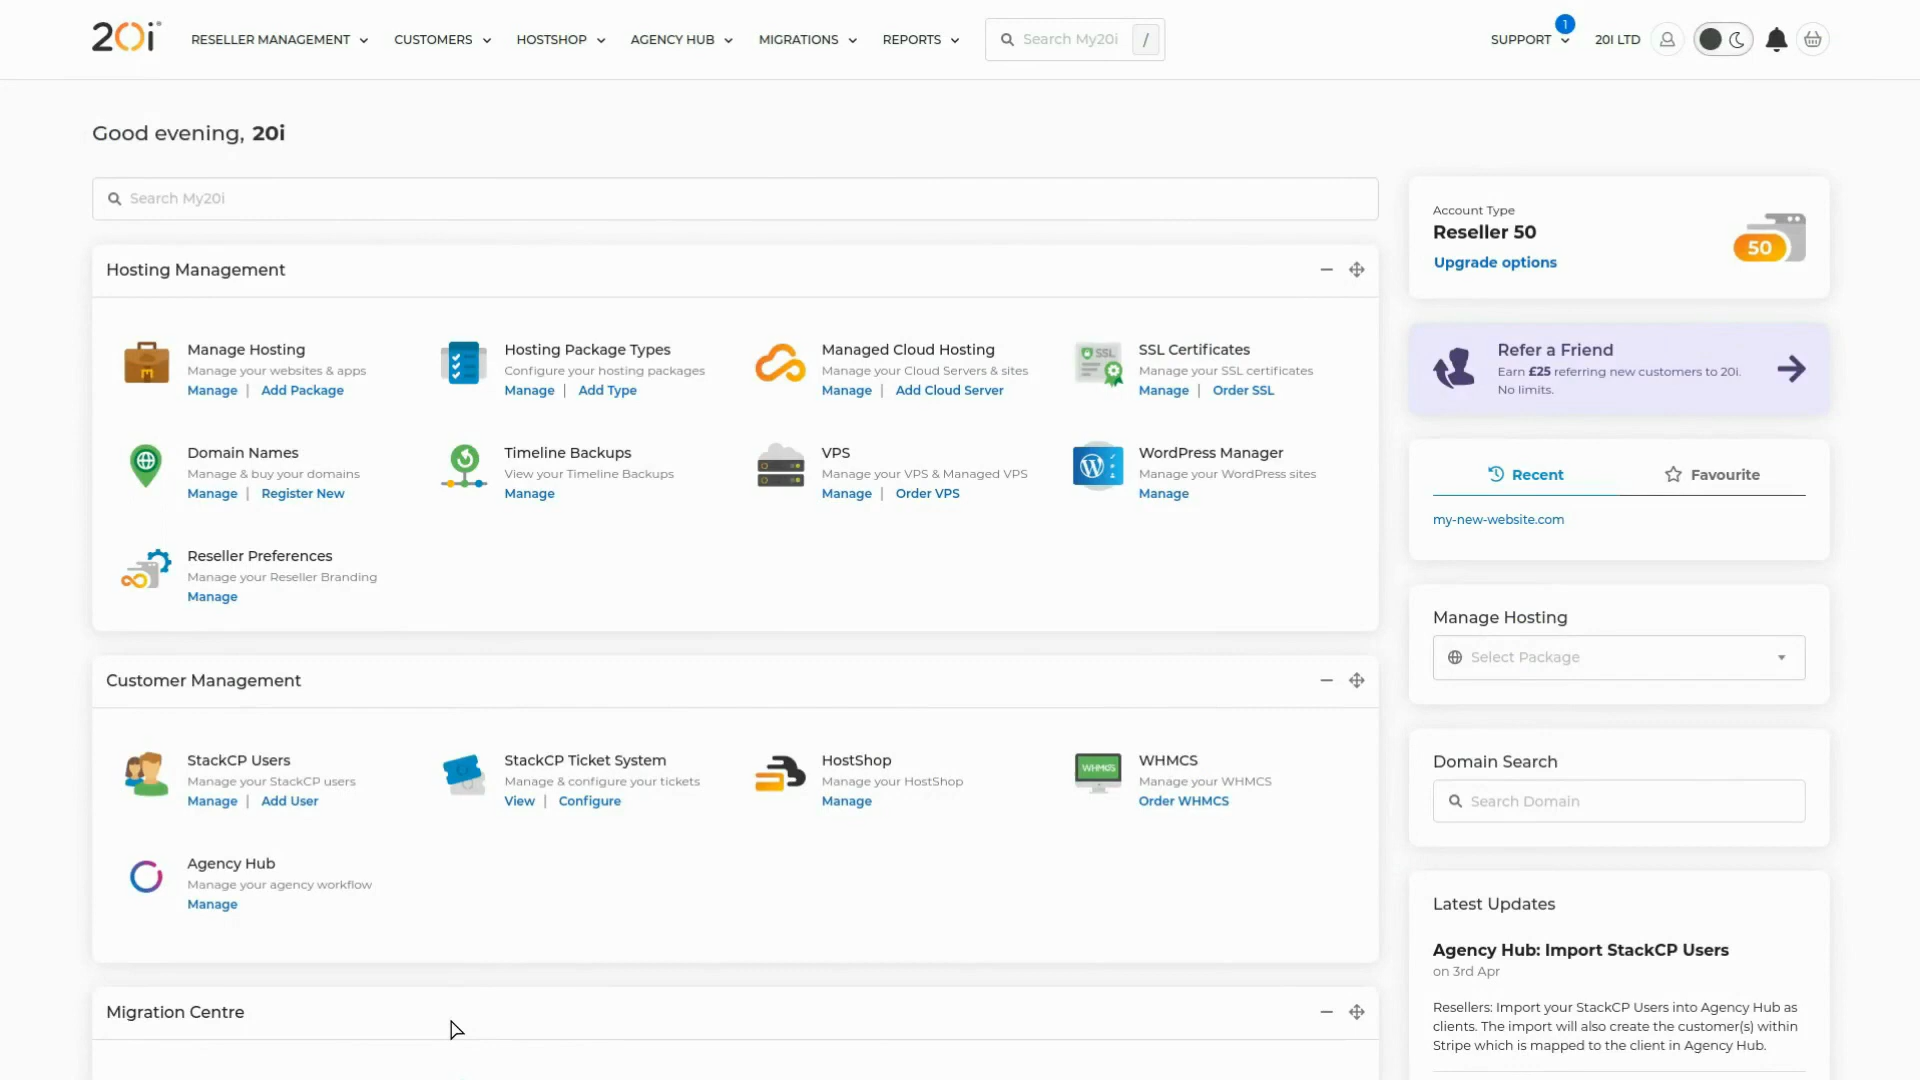 20i
RESELLER MANAGEMENT
CUSTOMERS
HOSTSHOP
AGENCY HUB
MIGRATIONS
REPORTS
Search My20i
/
SUPPORT
1
20I LTD
Good evening, 20i
Search My20i
Hosting Management
Manage Hosting
Manage your websites & apps
Manage | Add Package
Hosting Package Types
Configure your hosting packages
Manage | Add Type
Managed Cloud Hosting
Manage your Cloud Servers & sites
Manage | Add Cloud Server
SSL
SSL Certificates
Manage your SSL certificates
Manage | Order SSL
Domain Names
Manage & buy your domains
Manage | Register New
Timeline Backups
View your Timeline Backups
Manage
VPS
Manage your VPS & Managed VPS
Manage | Order VPS
WordPress Manager
Manage your WordPress sites
Manage
Reseller Preferences
Manage your Reseller Branding
Manage
Customer Management
StackCP Users
Manage your StackCP users
Manage | Add User
StackCP Ticket System
Manage & configure your tickets
View | Configure
HostShop
Manage your HostShop
Manage
WHMCS
WHMCS
Manage your WHMCS
Order WHMCS
Agency Hub
Manage your agency workflow
Manage
Migration Centre
Account Type
Reseller 50
Upgrade options
50
Refer a Friend
Earn £25 referring new customers to 20i.
No limits.
Recent
Favourite
my-new-website.com
Manage Hosting
Select Package
Domain Search
Search Domain
Latest Updates
Agency Hub: Import StackCP Users
on 3rd Apr
Resellers: Import your StackCP Users into Agency Hub as
clients. The import will also create the customer(s) within
Stripe which is mapped to the client in Agency Hub.